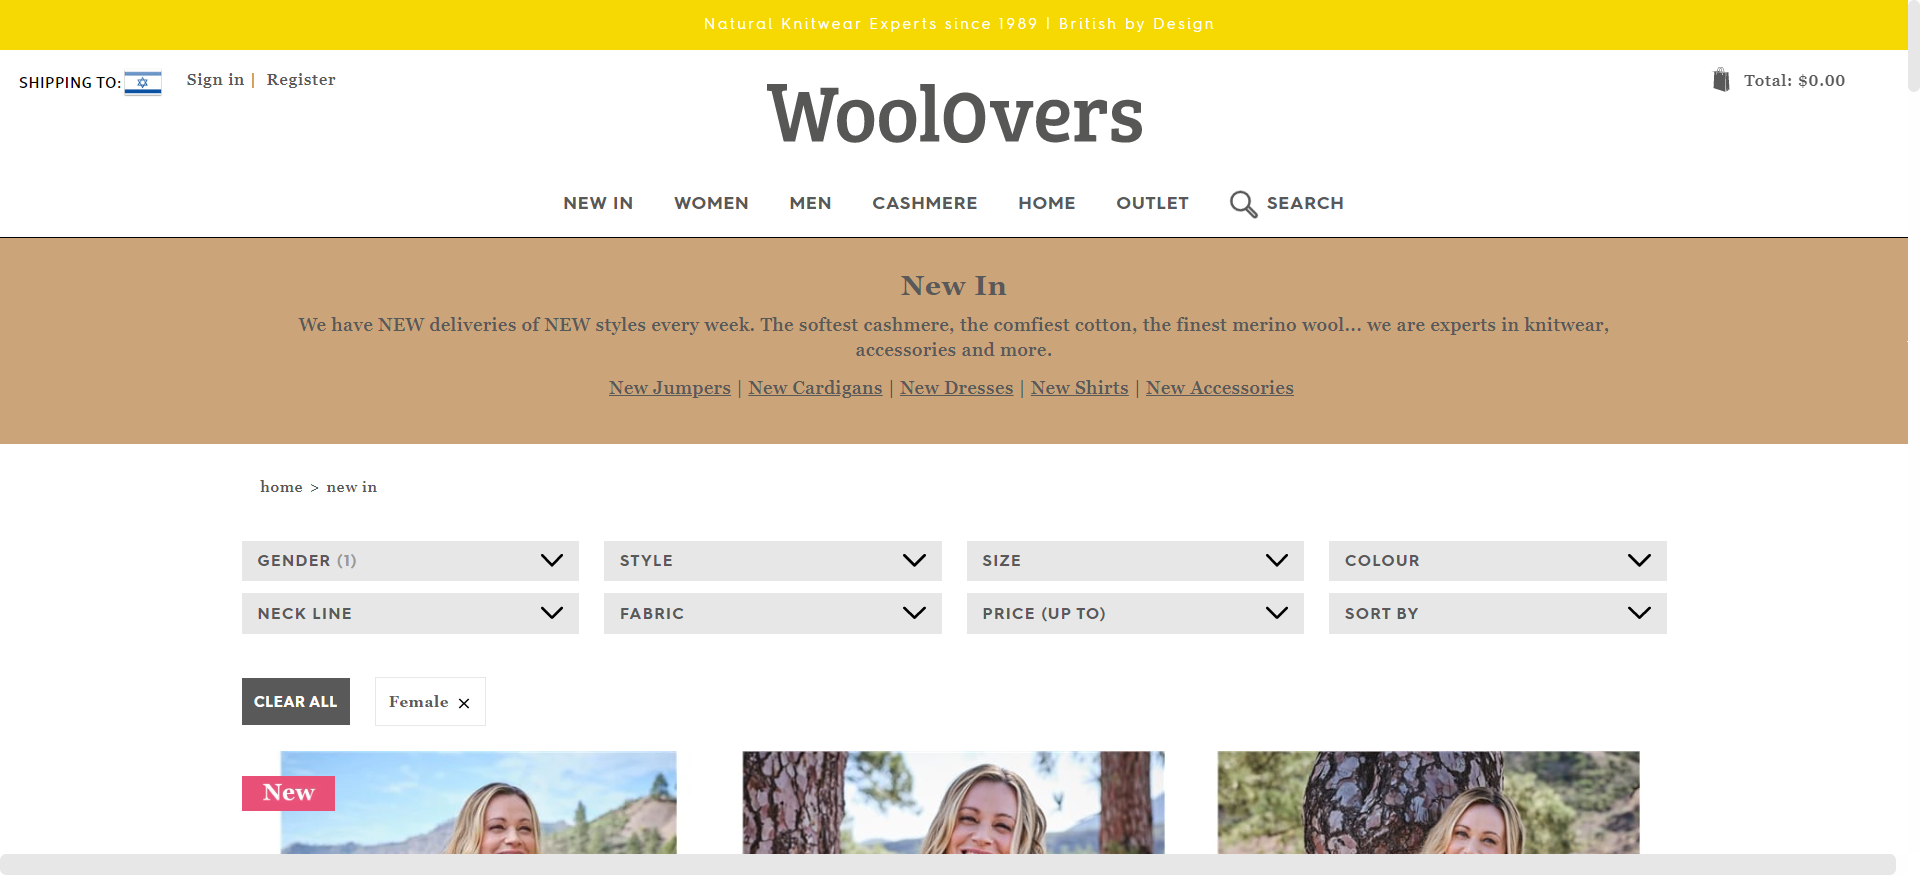 Natural Knitwear Experts since 1989 | British by Design
SHIPPING TO:
Sign in | Register
WoolOvers
Total: $0.00
NEW IN WOMEN MEN CASHMERE HOME OUTLET SEARCH
New In
We have NEW deliveries of NEW styles every week. The softest cashmere, the comfiest cotton, the finest merino wool... we are experts in knitwear,
accessories and more.
New Jumpers | New Cardigans | New Dresses | New Shirts | New Accessories
home > new in
GENDER (1) STYLE SIZE COLOUR
NECK LINE FABRIC PRICE (UP TO) SORT BY
CLEAR ALL Female ×
New